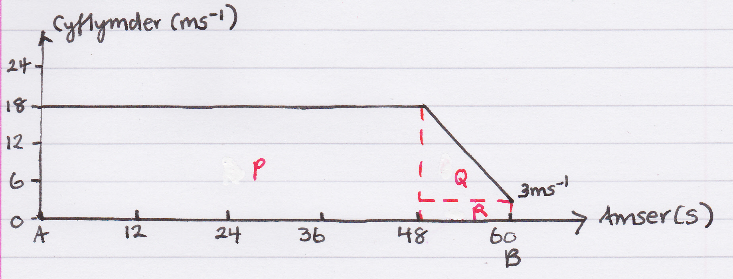 Cyflymder (ms⁻¹)
24
18
12
6
0
P
Q
R
3ms⁻¹
A 12 24 36 48 60 Amser (s)
B